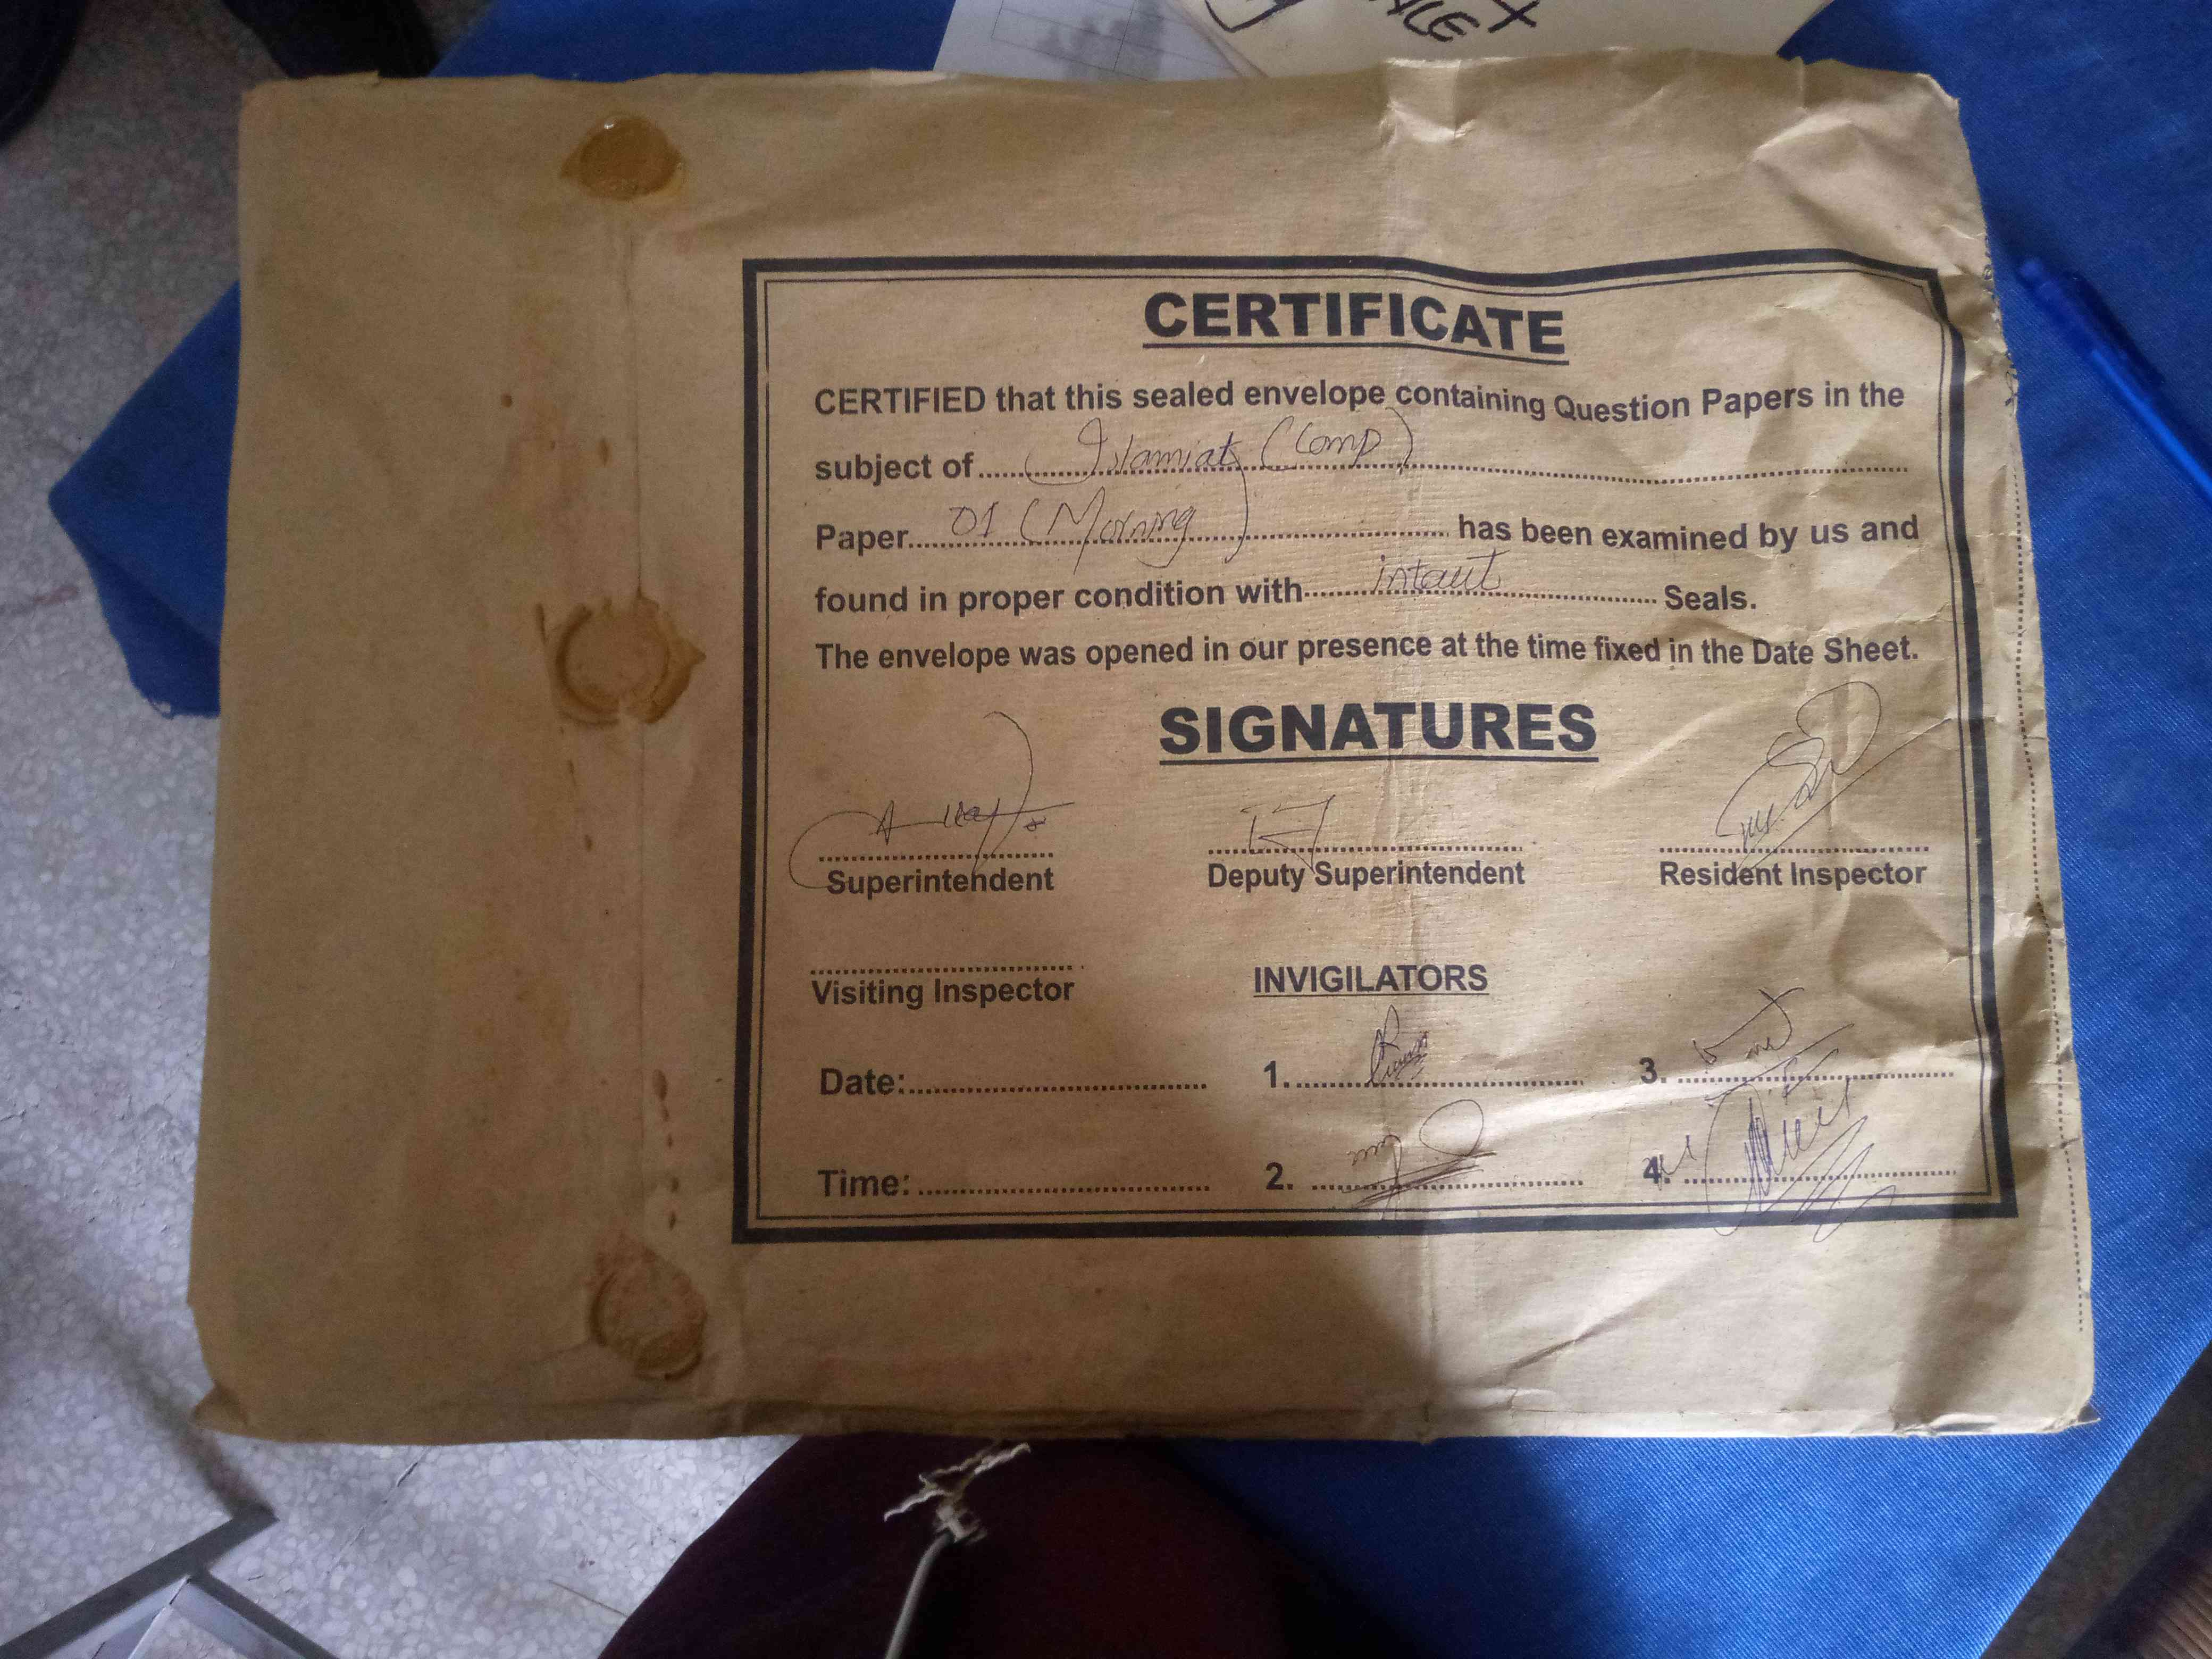 CERTIFICATE
CERTIFIED that this sealed envelope containing Question Papers in the
subject of Islamiat (Comp)
Paper 01 (Morning) has been examined by us and
found in proper condition with intact Seals.
The envelope was opened in our presence at the time fixed in the Date Sheet.
SIGNATURES
Superintendent Deputy Superintendent Resident Inspector
Visiting Inspector INVIGILATORS
Date: 1. 3.
Time: 2. 4.